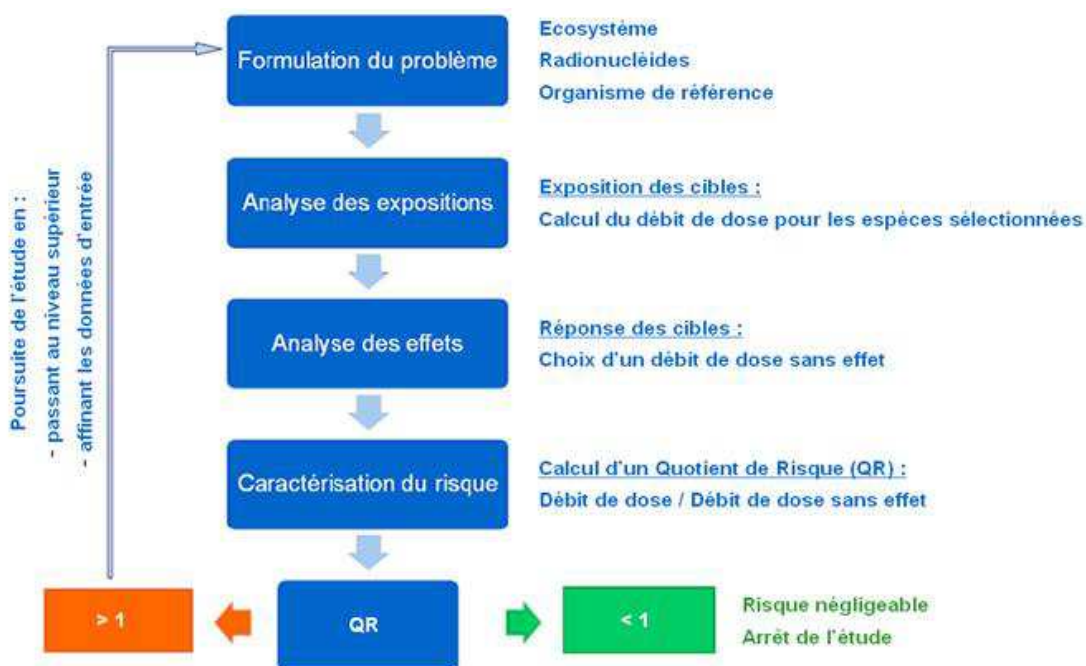 Formulation du problème
Ecosystème
Radionucléides
Organisme de référence
Analyse des expositions
Exposition des cibles :
Calcul du débit de dose pour les espèces sélectionnées
Analyse des effets
Réponse des cibles :
Choix d'un débit de dose sans effet
Caractérisation du risque
Calcul d'un Quotient de Risque (QR) :
Débit de dose / Débit de dose sans effet
Poursuite de l'étude en :
- passant au niveau supérieur
- affinant les données d'entrée
> 1
QR
< 1
Risque négligeable
Arrêt de l'étude